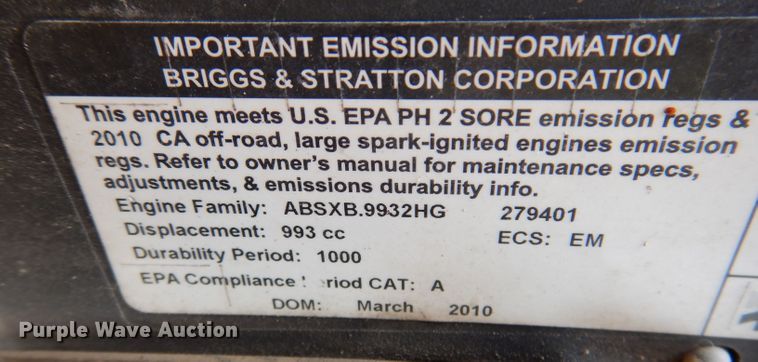 IMPORTANT EMISSION INFORMATION
BRIGGS & STRATTON CORPORATION
This engine meets U.S. EPA PH 2 SORE emission regs &
2010 CA off-road, large spark-ignited engines emission
regs. Refer to owner's manual for maintenance specs,
adjustments, & emissions durability info.
Engine Family: ABSXB.9932HG 279401
Displacement: 993 cc ECS: EM
Durability Period: 1000
EPA Compliance riod CAT: A
DOM: March 2010
Purple Wave Auction